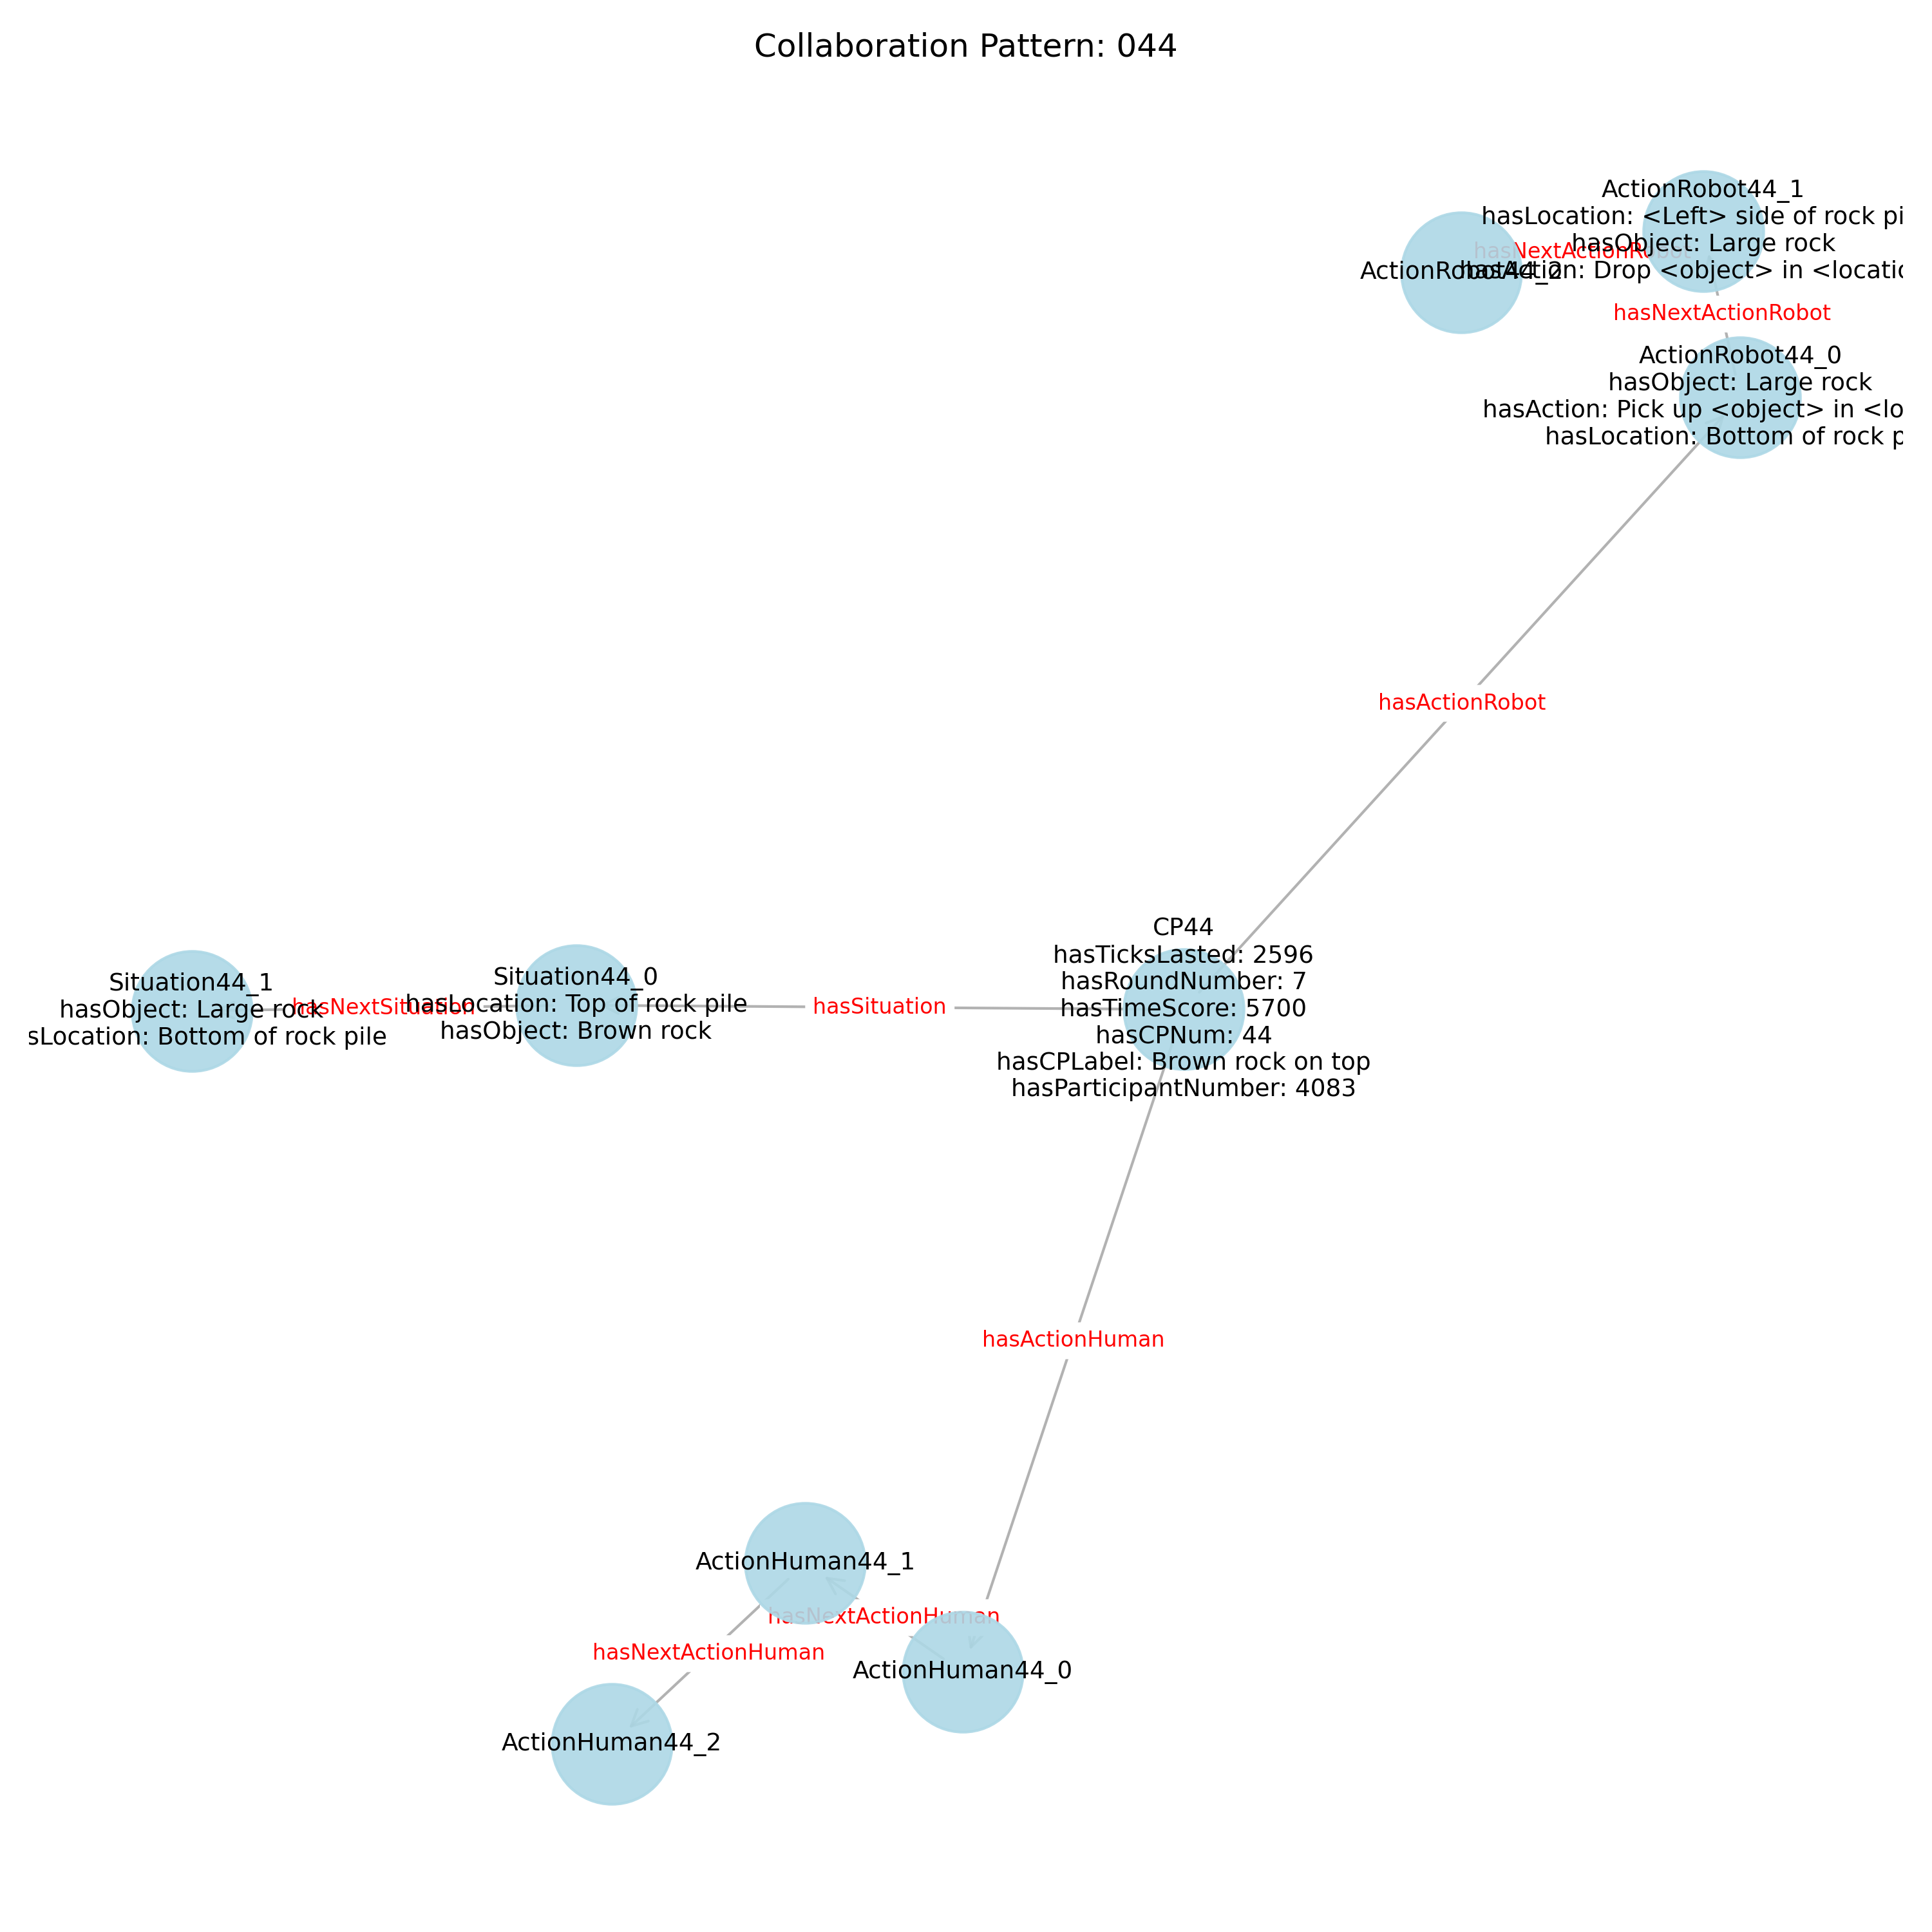 Collaboration Pattern: 044
ActionRobot44_1
hasLocation: <Left> side of rock pi
hasObject: Large rock
hasAction: Drop <object> in <locatio
hasNextActionRobot
ActionRobot44_2
hasNextActionRobot
ActionRobot44_0
hasObject: Large rock
hasAction: Pick up <object> in <lo
hasLocation: Bottom of rock p
hasActionRobot
CP44
hasTicksLasted: 2596
hasRoundNumber: 7
hasTimeScore: 5700
hasCPNum: 44
hasCPLabel: Brown rock on top
hasParticipantNumber: 4083
hasSituation
Situation44_0
hasLocation: Top of rock pile
hasObject: Brown rock
hasNextSituation
Situation44_1
hasObject: Large rock
sLocation: Bottom of rock pile
hasActionHuman
ActionHuman44_1
hasNextActionHuman
hasNextActionHuman
ActionHuman44_0
ActionHuman44_2